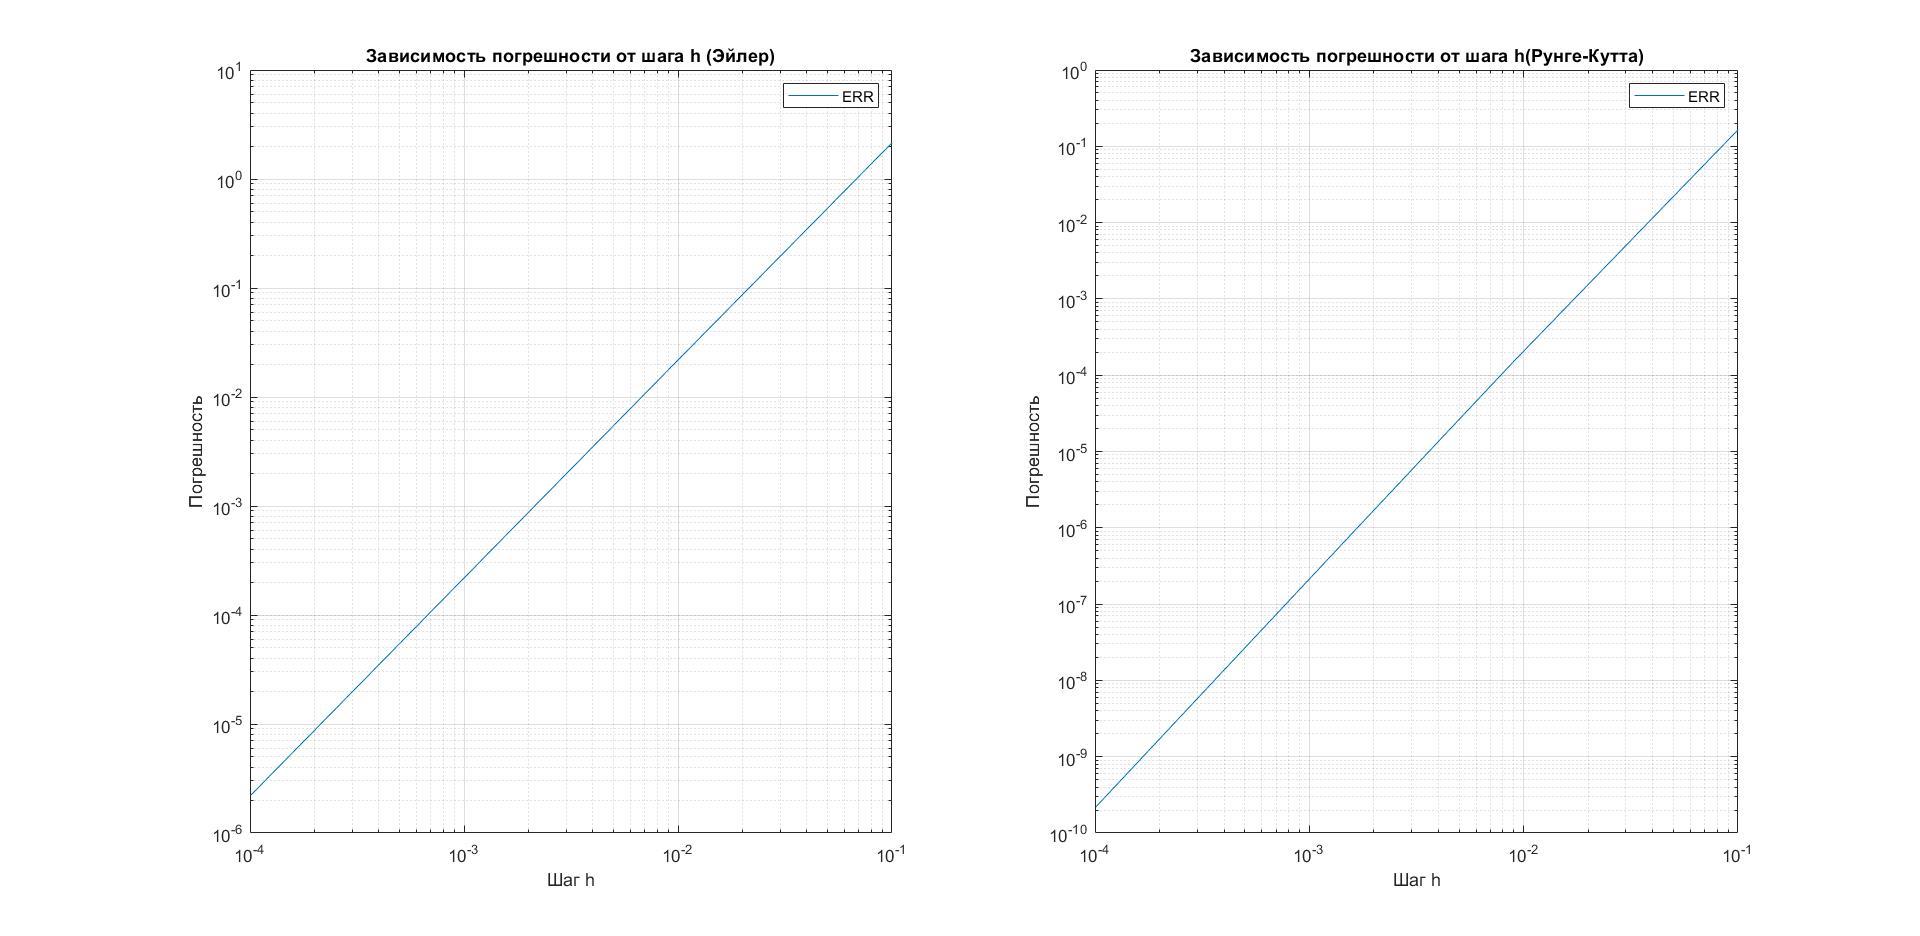 Зависимость погрешности от шага h (Эйлер)
ERR
10^1
10^0
10^-1
10^-2
10^-3
10^-4
10^-5
10^-6
Погрешность
10^-4 10^-3 10^-2 10^-1
Шаг h
Зависимость погрешности от шага h(Рунге-Кутта)
ERR
10^0
10^-1
10^-2
10^-3
10^-4
10^-5
10^-6
10^-7
10^-8
10^-9
10^-10
Погрешность
10^-4 10^-3 10^-2 10^-1
Шаг h